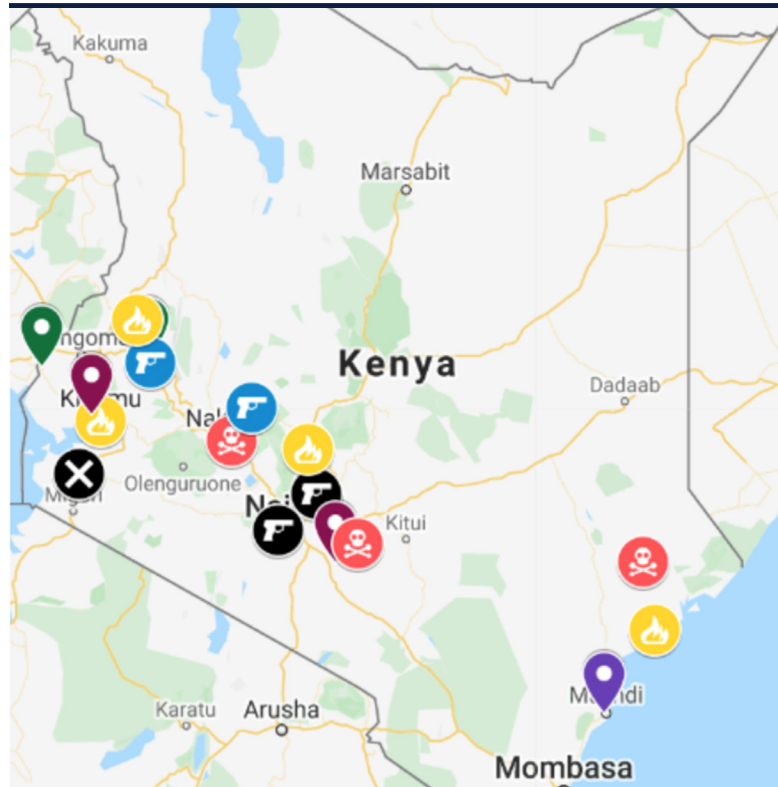 Kakuma
Marsabit
Kenya
Dadaab
Olenguruone
Kitui
Karatu
Arusha
Mombasa